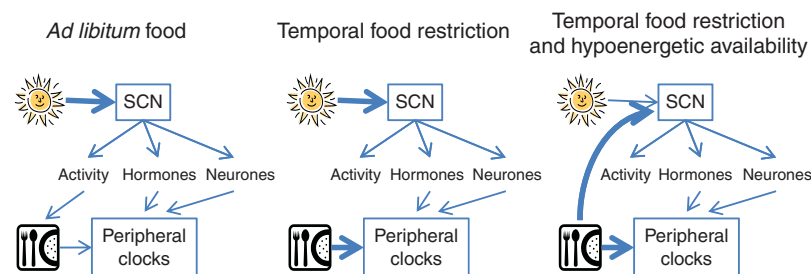 Ad libitum food
SCN
Activity Hormones Neurones
Peripheral
clocks
Temporal food restriction
SCN
Activity Hormones Neurones
Peripheral
clocks
Temporal food restriction
and hypoenergetic availability
SCN
Activity Hormones Neurones
Peripheral
clocks